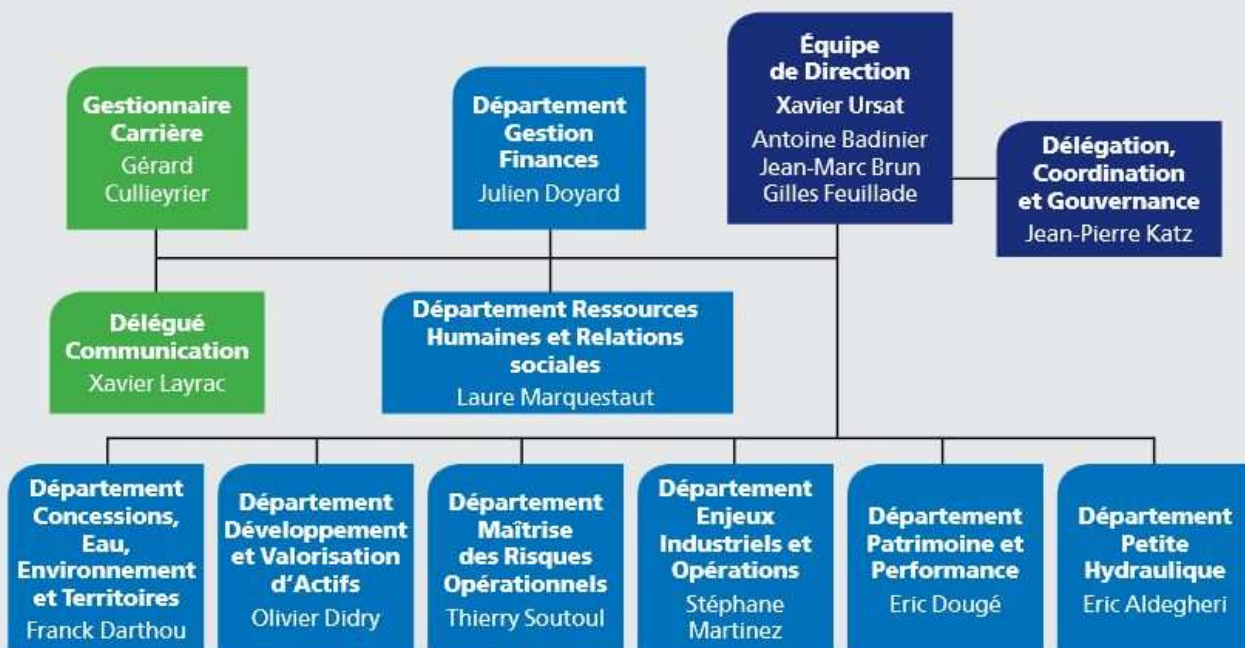 Équipe
de Direction
Xavier Ursat
Antoine Badinier
Jean-Marc Brun
Gilles Feuillade
Gestionnaire
Carrière
Gérard
Cullieyrier
Département
Gestion
Finances
Julien Doyard
Délégation,
Coordination
et Gouvernance
Jean-Pierre Katz
Délégué
Communication
Xavier Layrac
Département Ressources
Humaines et Relations
sociales
Laure Marquestaut
Département
Concessions,
Eau,
Environnement
et Territoires
Franck Darthou
Département
Développement
et Valorisation
d'Actifs
Olivier Didry
Département
Maîtrise
des Risques
Opérationnels
Thierry Soutoul
Département
Enjeux
Industriels et
Opérations
Stéphane
Martinez
Département
Patrimoine et
Performance
Eric Dougé
Département
Petite
Hydraulique
Eric Aldegheri